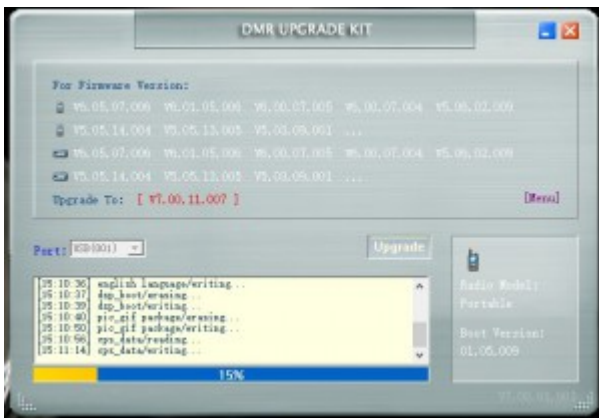 DMR UPGRADE KIT
For Firmware Version:
V6.05.07.006 V6.01.05.006 V6.00.07.005 V6.00.07.004 V5.06.02.009
V5.05.14.004 V5.05.13.005 V5.03.09.001 ...
V6.05.07.006 V6.01.05.006 V6.00.07.005 V6.00.07.004 V5.06.02.009
V5.05.14.004 V5.05.13.005 V5.03.09.001 ...
Upgrade To: [ V7.00.11.007 ] [Menu]
Port: USB(001) Upgrade
[15:10:36] english language/writing...
[15:10:37] dsp_boot/erasing...
[15:10:39] dsp_boot/writing...
[15:10:40] pic_gif package/erasing...
[15:10:50] pic_gif package/writing...
[15:10:56] cps_data/reading...
[15:11:14] cps_data/writing...
15%
Radio Model:
Portable
Boot Version:
01.05.009